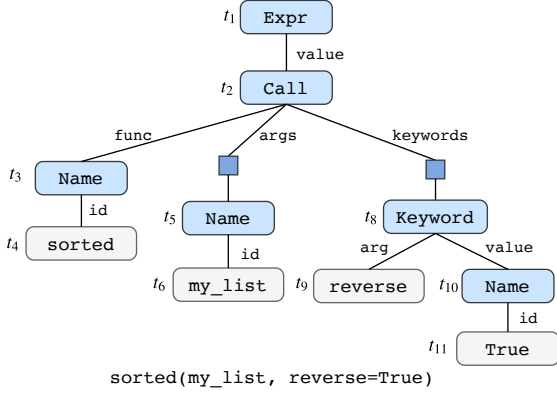 t1 Expr
value
t2 Call
func args keywords
t3 Name
id
t4 sorted
t5 Name
id
t6 my_list
t8 Keyword
arg value
t9 reverse
t10 Name
id
t11 True
sorted(my_list, reverse=True)